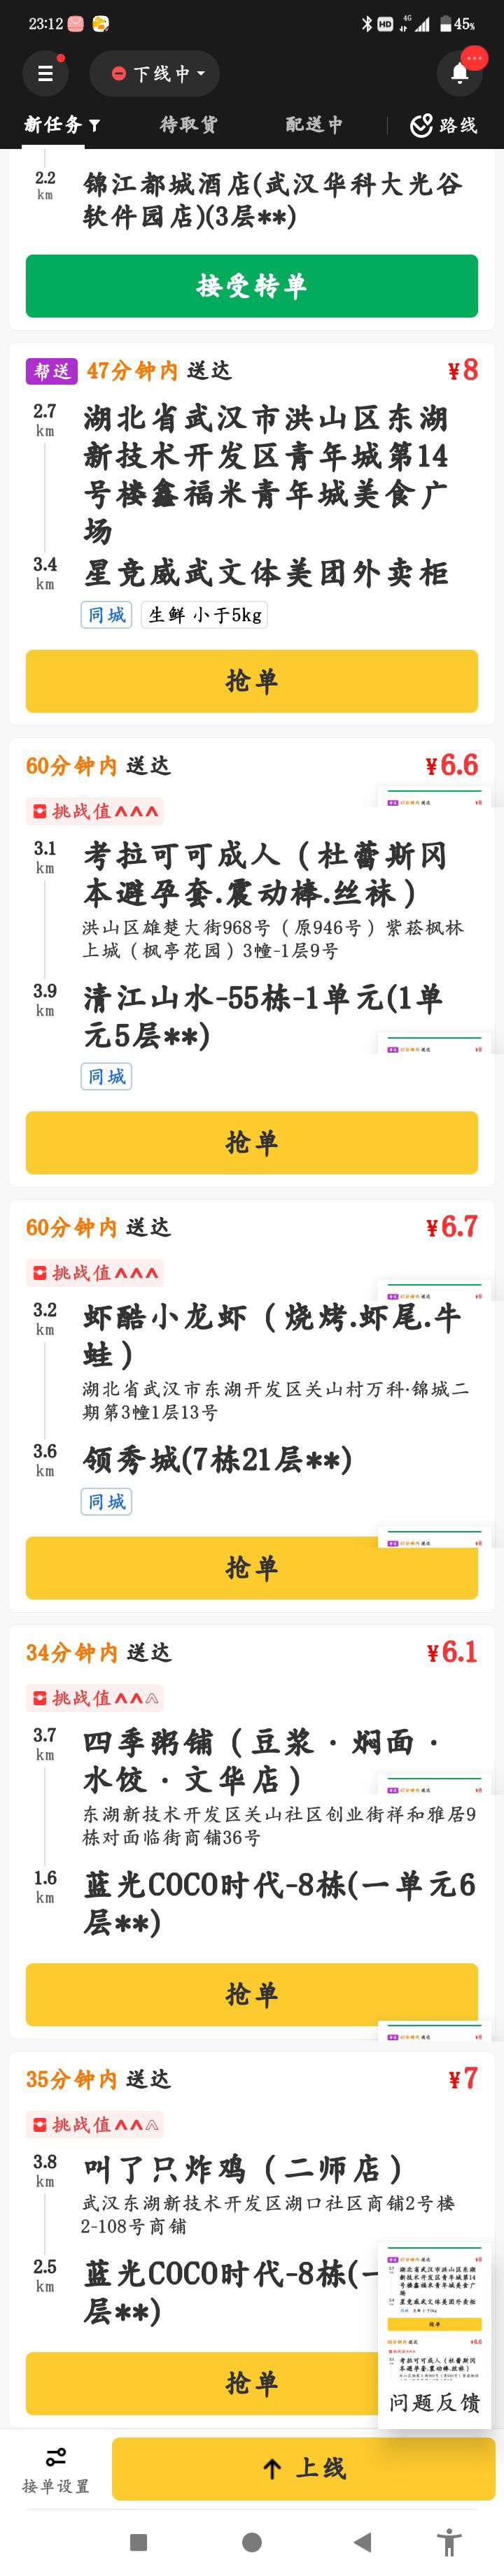 23:12
HD
4G
45%
下线中
新任务
待取货
配送中
路线
2.2
km
锦江都城酒店(武汉华科大光谷
软件园店)(3层**)
接受转单
帮送 47分钟内 送达
¥8
2.7
km
湖北省武汉市洪山区东湖
新技术开发区青年城第14
号楼鑫福米青年城美食广
场
3.4
km
星竞威武文体美团外卖柜
同城 生鲜 小于5kg
抢单
60分钟内 送达
¥6.6
挑战值
3.1
km
考拉可可成人（杜蕾斯冈
本避孕套.震动棒.丝袜）
洪山区雄楚大街968号（原946号）紫菘枫林
上城（枫亭花园）3幢-1层9号
3.9
km
清江山水-55栋-1单元(1单
元5层**)
同城
抢单
60分钟内 送达
¥6.7
挑战值
3.2
km
虾酷小龙虾（烧烤.虾尾.牛
蛙）
湖北省武汉市东湖开发区关山村万科·锦城二
期第3幢1层13号
3.6
km
领秀城(7栋21层**)
同城
抢单
34分钟内 送达
¥6.1
挑战值
3.7
km
四季粥铺（豆浆·焖面·
水饺·文华店）
东湖新技术开发区关山社区创业街祥和雅居9
栋对面临街商铺36号
1.6
km
蓝光COCO时代-8栋(一单元6
层**)
抢单
35分钟内 送达
¥7
挑战值
3.8
km
叫了只炸鸡（二师店）
武汉东湖新技术开发区湖口社区商铺2号楼
2-108号商铺
2.5
km
蓝光COCO时代-8栋(一
层**)
抢单
问题反馈
接单设置
上线